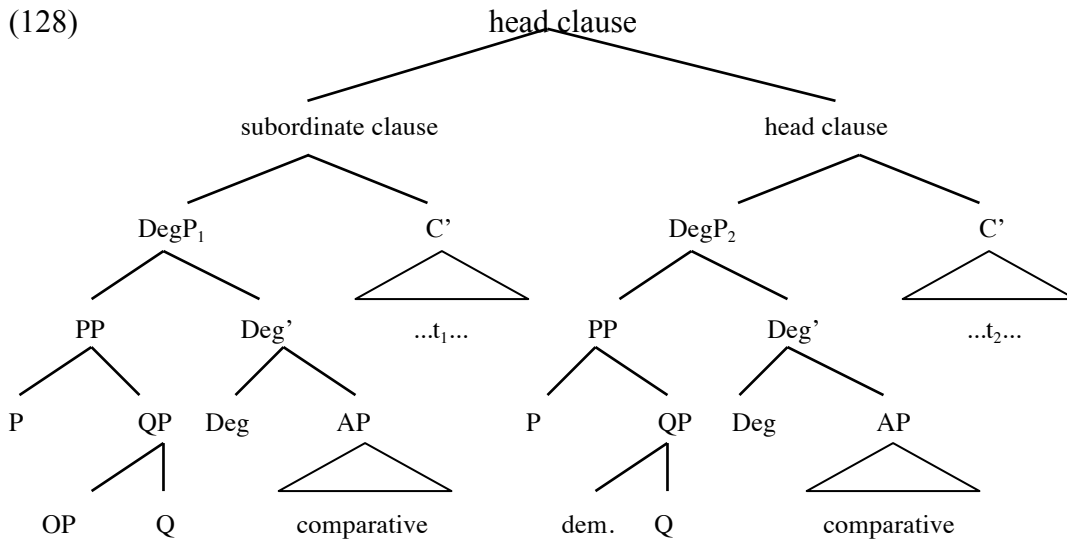 (128) head clause
subordinate clause head clause
DegP₁ C’ DegP₂ C’
PP Deg’ ...t₁... PP Deg’ ...t₂...
P QP Deg AP P QP Deg AP
OP Q comparative dem. Q comparative